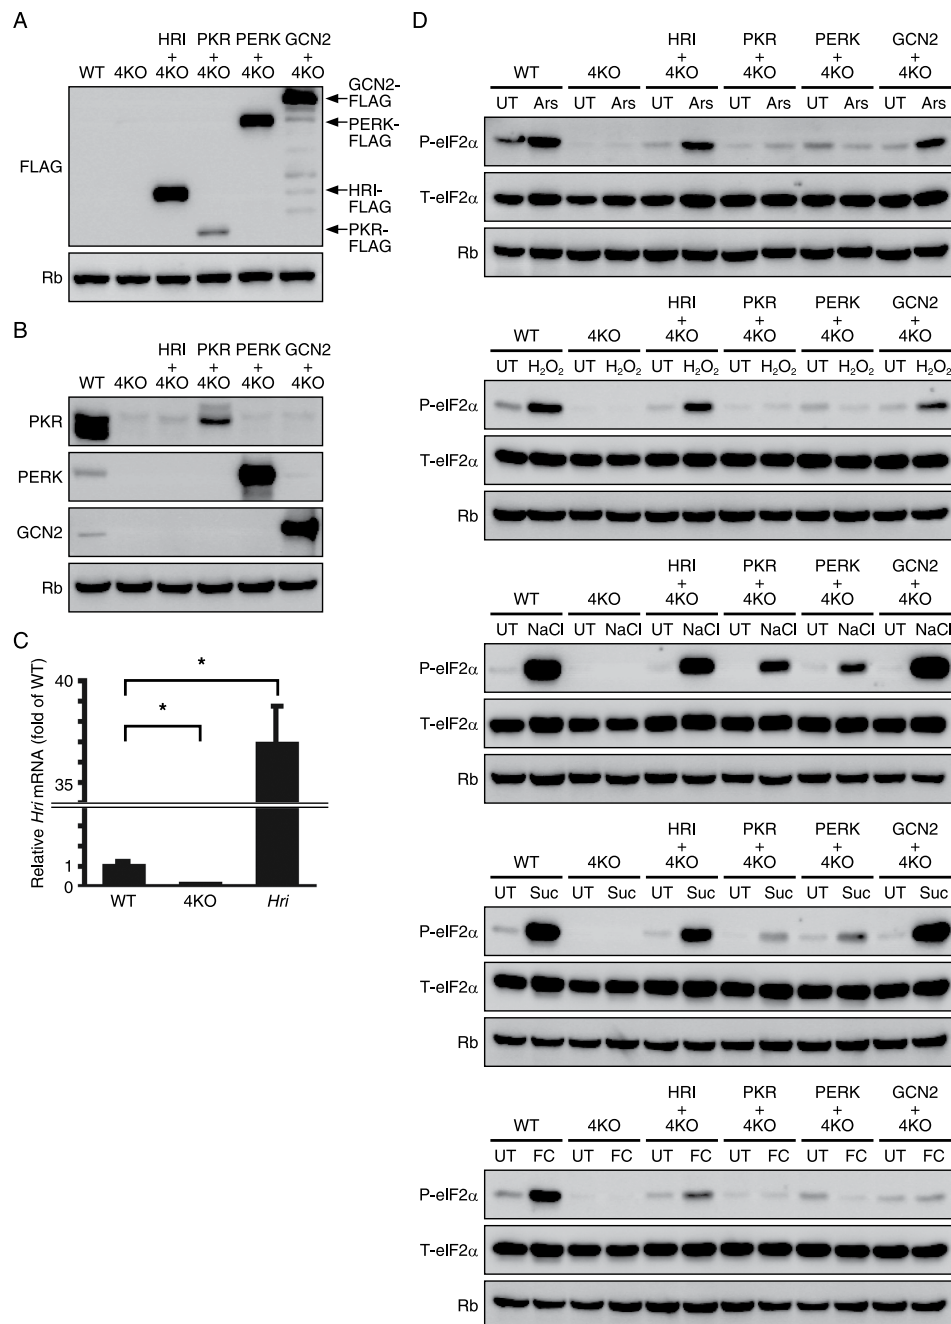 A
HRI PKR PERK GCN2
+ + + +
WT 4KO 4KO 4KO 4KO 4KO
FLAG
GCN2-
FLAG
PERK-
FLAG
HRI-
FLAG
PKR-
FLAG
Rb
B
HRI PKR PERK GCN2
+ + + +
WT 4KO 4KO 4KO 4KO 4KO
PKR
PERK
GCN2
Rb
C
Relative Hri mRNA (fold of WT)
40
35
1
0
*
*
WT 4KO Hri
D
HRI PKR PERK GCN2
+ + + +
WT 4KO 4KO 4KO 4KO 4KO
UT Ars UT Ars UT Ars UT Ars UT Ars UT Ars
P-eIF2α
T-eIF2α
Rb
HRI PKR PERK GCN2
+ + + +
WT 4KO 4KO 4KO 4KO 4KO
UT H₂O₂ UT H₂O₂ UT H₂O₂ UT H₂O₂ UT H₂O₂ UT H₂O₂
P-eIF2α
T-eIF2α
Rb
HRI PKR PERK GCN2
+ + + +
WT 4KO 4KO 4KO 4KO 4KO
UT NaCl UT NaCl UT NaCl UT NaCl UT NaCl UT NaCl
P-eIF2α
T-eIF2α
Rb
HRI PKR PERK GCN2
+ + + +
WT 4KO 4KO 4KO 4KO 4KO
UT Suc UT Suc UT Suc UT Suc UT Suc UT Suc
P-eIF2α
T-eIF2α
Rb
HRI PKR PERK GCN2
+ + + +
WT 4KO 4KO 4KO 4KO 4KO
UT FC UT FC UT FC UT FC UT FC UT FC
P-eIF2α
T-eIF2α
Rb